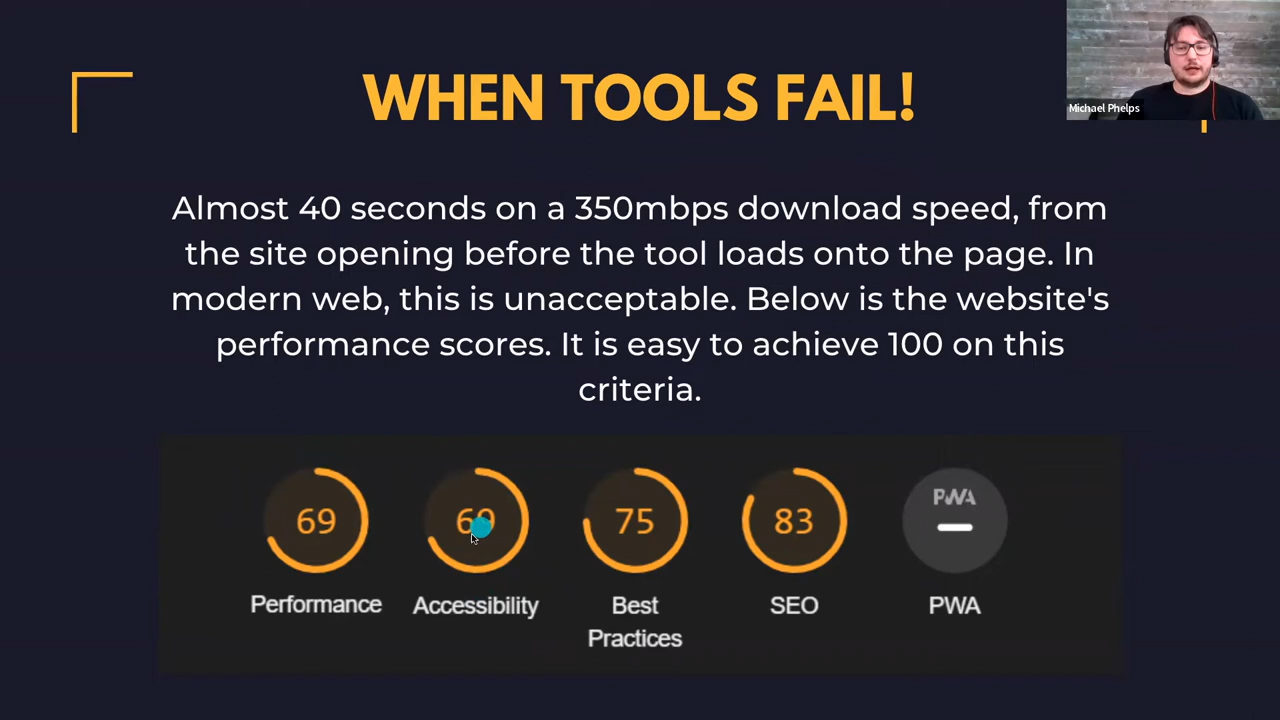 WHEN TOOLS FAIL!
Michael Phelps
Almost 40 seconds on a 350mbps download speed, from
the site opening before the tool loads onto the page. In
modern web, this is unacceptable. Below is the website's
performance scores. It is easy to achieve 100 on this
criteria.
69
69
75
83
PWA
Performance
Accessibility
Best
Practices
SEO
PWA